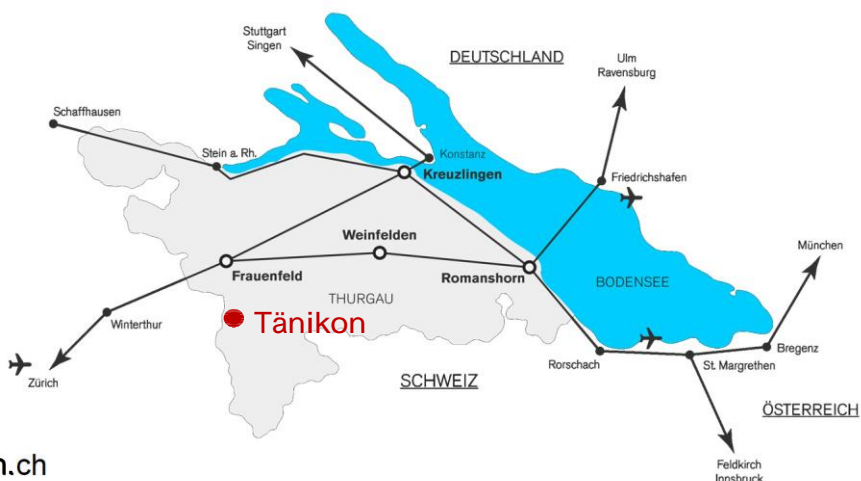 Stuttgart
Singen
DEUTSCHLAND
Ulm
Ravensburg
Schaffhausen
Stein a. Rh.
Konstanz
Kreuzlingen
Friedrichshafen
Weinfelden
München
Frauenfeld
Romanshorn
BODENSEE
THURGAU
Tänikon
Winterthur
Zürich
Rorschach
St. Margrethen
Bregenz
SCHWEIZ
ÖSTERREICH
n.ch
Feldkirch
Innsbruck